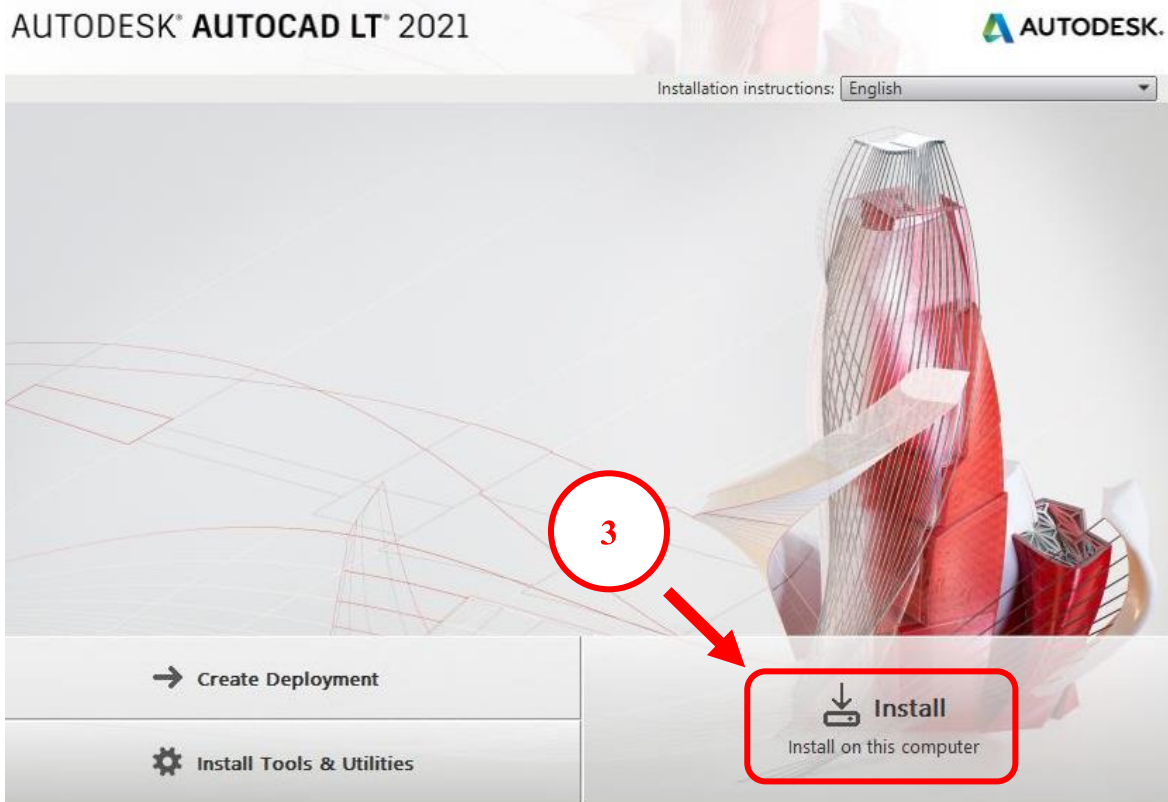 AUTODESK® AUTOCAD LT® 2021
AUTODESK.
Installation instructions: English
3
Create Deployment
Install
Install on this computer
Install Tools & Utilities